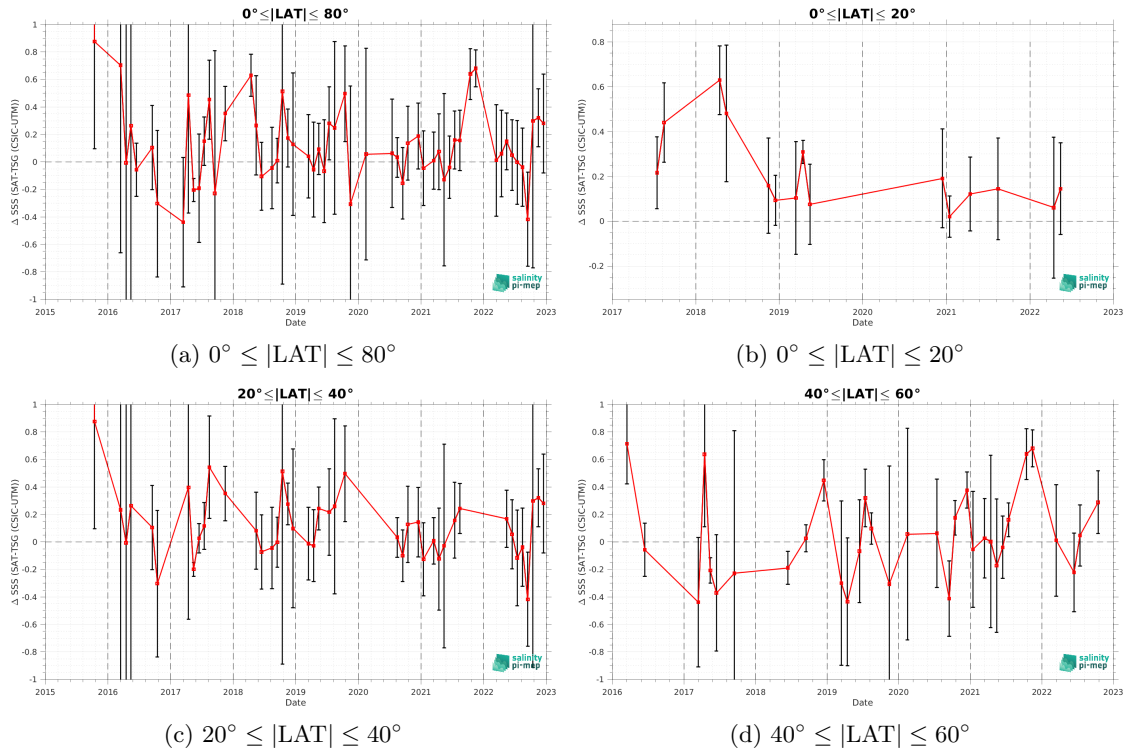 0°≤|LAT|≤ 80°
Δ SSS (SAT-TSG (CSIC-UTM))
1
0.8
0.6
0.4
0.2
0
-0.2
-0.4
-0.6
-0.8
-1
2015 2016 2017 2018 2019 2020 2021 2022 2023
Date
salinity
pi-mep
(a) 0° ≤ |LAT| ≤ 80°
0°≤|LAT|≤ 20°
Δ SSS (SAT-TSG (CSIC-UTM))
0.8
0.6
0.4
0.2
0
-0.2
2017 2018 2019 2020 2021 2022 2023
Date
salinity
pi-mep
(b) 0° ≤ |LAT| ≤ 20°
20°≤|LAT|≤ 40°
Δ SSS (SAT-TSG (CSIC-UTM))
1
0.8
0.6
0.4
0.2
0
-0.2
-0.4
-0.6
-0.8
-1
2015 2016 2017 2018 2019 2020 2021 2022 2023
Date
salinity
pi-mep
(c) 20° ≤ |LAT| ≤ 40°
40°≤|LAT|≤ 60°
Δ SSS (SAT-TSG (CSIC-UTM))
1
0.8
0.6
0.4
0.2
0
-0.2
-0.4
-0.6
-0.8
-1
2016 2017 2018 2019 2020 2021 2022 2023
Date
salinity
pi-mep
(d) 40° ≤ |LAT| ≤ 60°